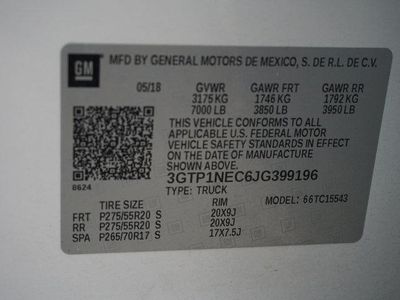 GM
MFD BY GENERAL MOTORS DE MEXICO, S. DE R.L. DE C.V.
05/18 GVWR GAWR FRT GAWR RR
3175 KG 1746 KG 1792 KG
7000 LB 3850 LB 3950 LB
THIS VEHICLE CONFORMS TO ALL
APPLICABLE U.S. FEDERAL MOTOR
VEHICLE SAFETY STANDARDS IN EFFECT
ON THE DATE OF MANUFACTURE
SHOWN ABOVE.
8624 3GTP1NEC6JG399196
TYPE: TRUCK
MODEL: 66TC15543
TIRE SIZE RIM
FRT P275/55R20 S 20X9J
RR P275/55R20 S 20X9J
SPA P265/70R17 S 17X7.5J